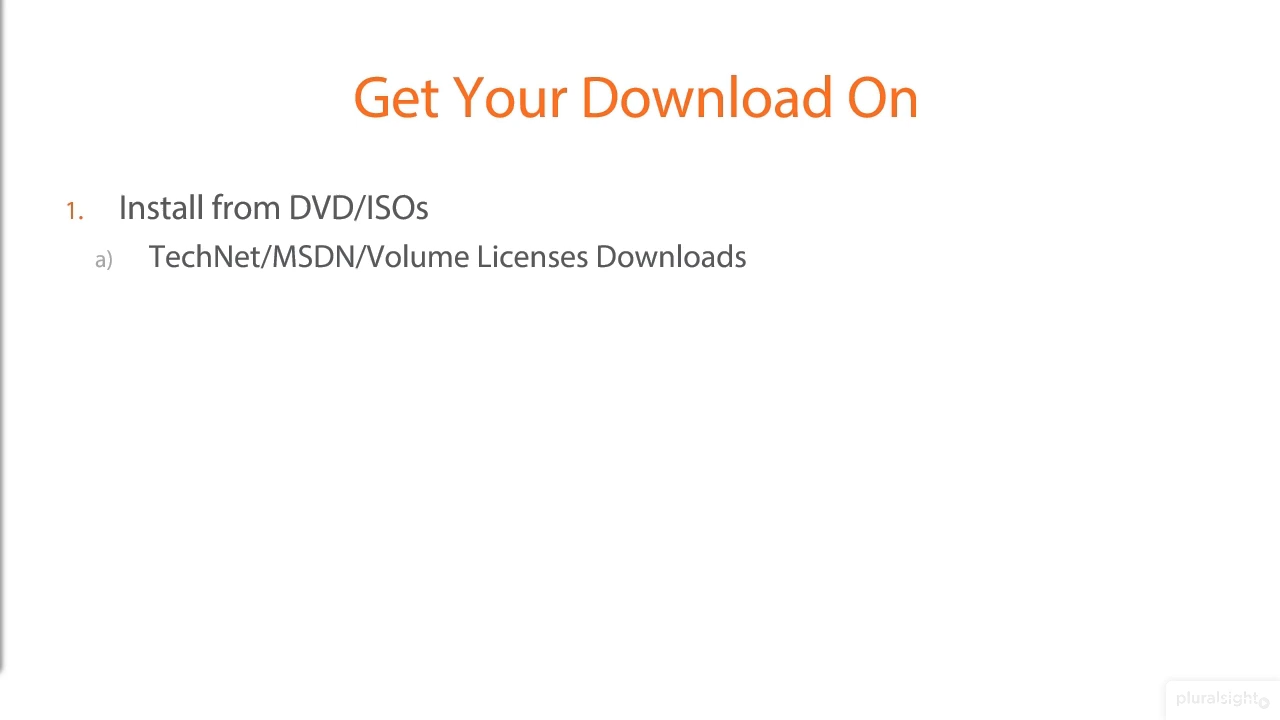 Get Your Download On
1. Install from DVD/ISOs
a) TechNet/MSDN/Volume Licenses Downloads
pluralsight